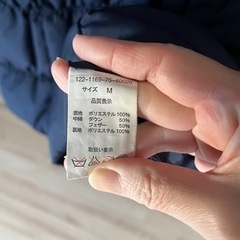 122-1169-75-40020
サイズ M
品質表示
表地 ポリエステル100%
中綿 ダウン 50%
フェザー 50%
裏地 ポリエステル100%
取扱い表示